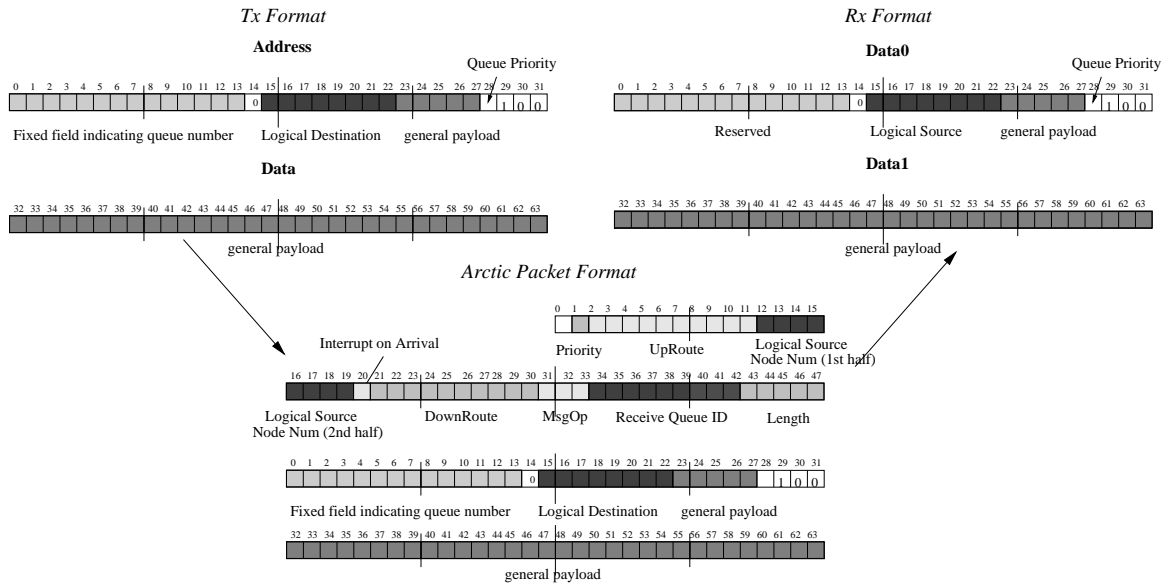 Tx Format
Address
Queue Priority
0 1 2 3 4 5 6 7 8 9 10 11 12 13 14 15 16 17 18 19 20 21 22 23 24 25 26 27 28 29 30 31
0 1 0 0
Fixed field indicating queue number Logical Destination general payload
Data
32 33 34 35 36 37 38 39 40 41 42 43 44 45 46 47 48 49 50 51 52 53 54 55 56 57 58 59 60 61 62 63
general payload
Rx Format
Data0
Queue Priority
0 1 2 3 4 5 6 7 8 9 10 11 12 13 14 15 16 17 18 19 20 21 22 23 24 25 26 27 28 29 30 31
0 1 0 0
Reserved Logical Source general payload
Data1
32 33 34 35 36 37 38 39 40 41 42 43 44 45 46 47 48 49 50 51 52 53 54 55 56 57 58 59 60 61 62 63
general payload
Arctic Packet Format
0 1 2 3 4 5 6 7 8 9 10 11 12 13 14 15
Priority UpRoute Logical Source
Node Num (1st half)
Interrupt on Arrival
16 17 18 19 20 21 22 23 24 25 26 27 28 29 30 31 32 33 34 35 36 37 38 39 40 41 42 43 44 45 46 47
Logical Source DownRoute MsgOp Receive Queue ID Length
Node Num (2nd half)
0 1 2 3 4 5 6 7 8 9 10 11 12 13 14 15 16 17 18 19 20 21 22 23 24 25 26 27 28 29 30 31
0 1 0 0
Fixed field indicating queue number Logical Destination general payload
32 33 34 35 36 37 38 39 40 41 42 43 44 45 46 47 48 49 50 51 52 53 54 55 56 57 58 59 60 61 62 63
general payload